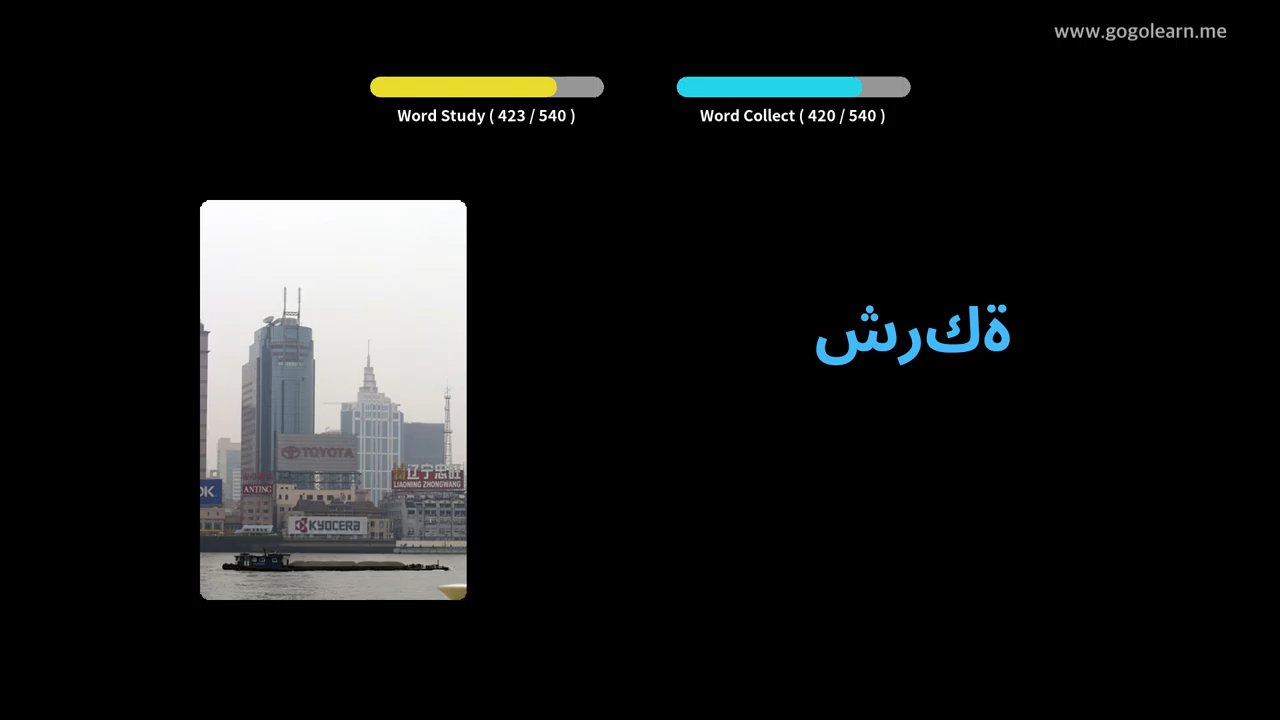 www.gogolearn.me
Word Study ( 423 / 540 )
Word Collect ( 420 / 540 )
شركة
TOYOTA
辽宁忠旺
LIAONING ZHONGWANG
ANTING
KYOCERA